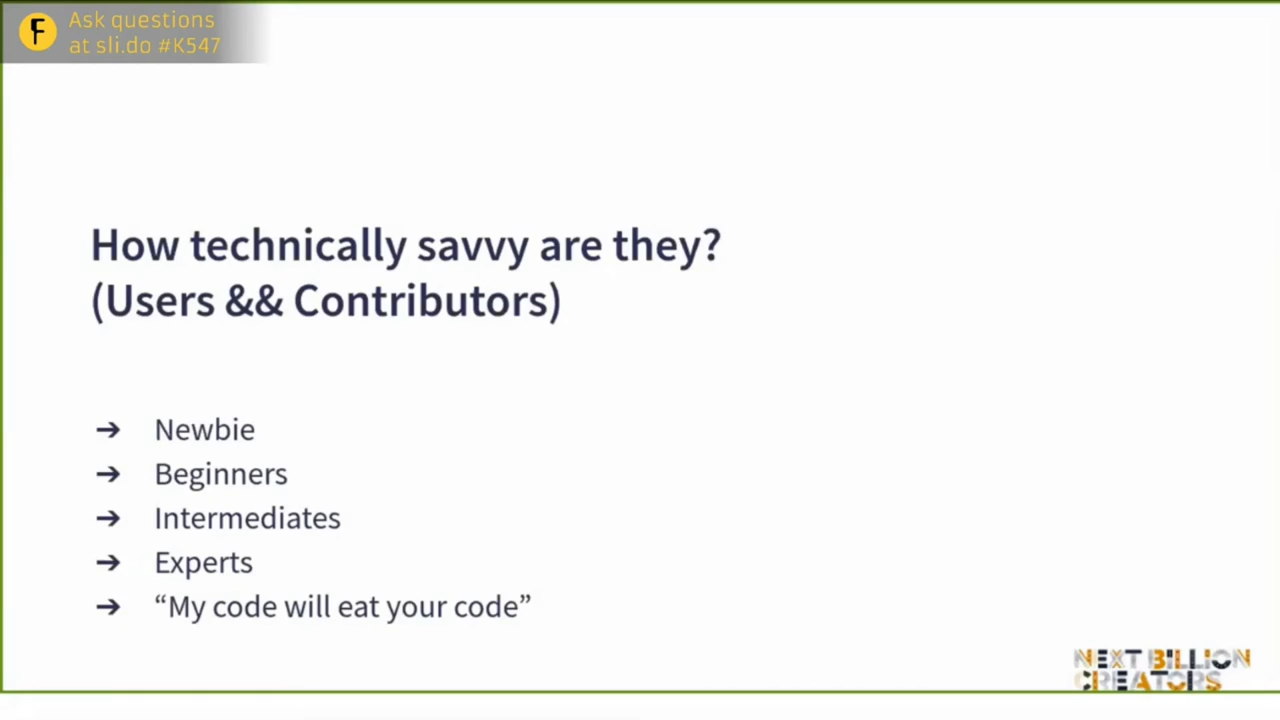 Ask questions
at sli.do #K547
How technically savvy are they?
(Users && Contributors)
➔ Newbie
➔ Beginners
➔ Intermediates
➔ Experts
➔ “My code will eat your code”
NEXT BILLION
CREATORS